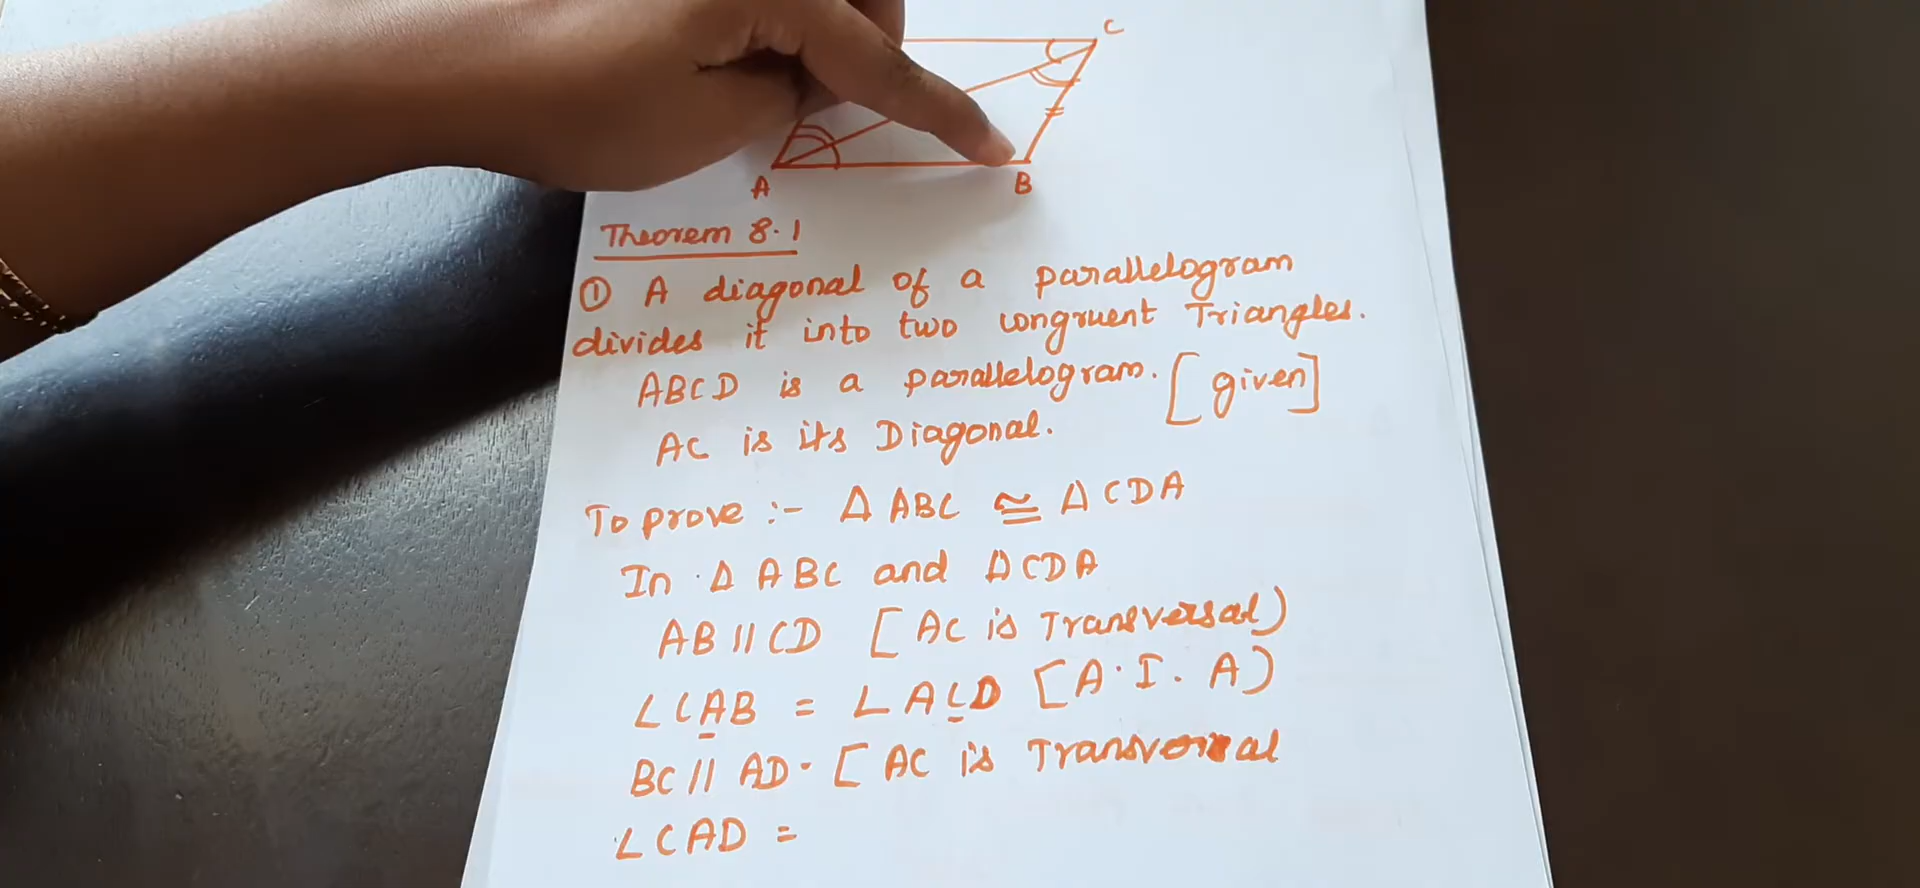 C
A
B
Theorem 8.1
① A diagonal of a parallelogram
divides it into two congruent Triangles.
ABCD is a parallelogram. [given]
AC is its Diagonal.
To prove :- Δ ABC ≅ Δ CDA
In Δ ABC and ΔCDA
AB || CD [AC is Transversal)
∠CAB = ∠ACD [A.I.A)
BC || AD. [AC is Transversal
∠CAD =